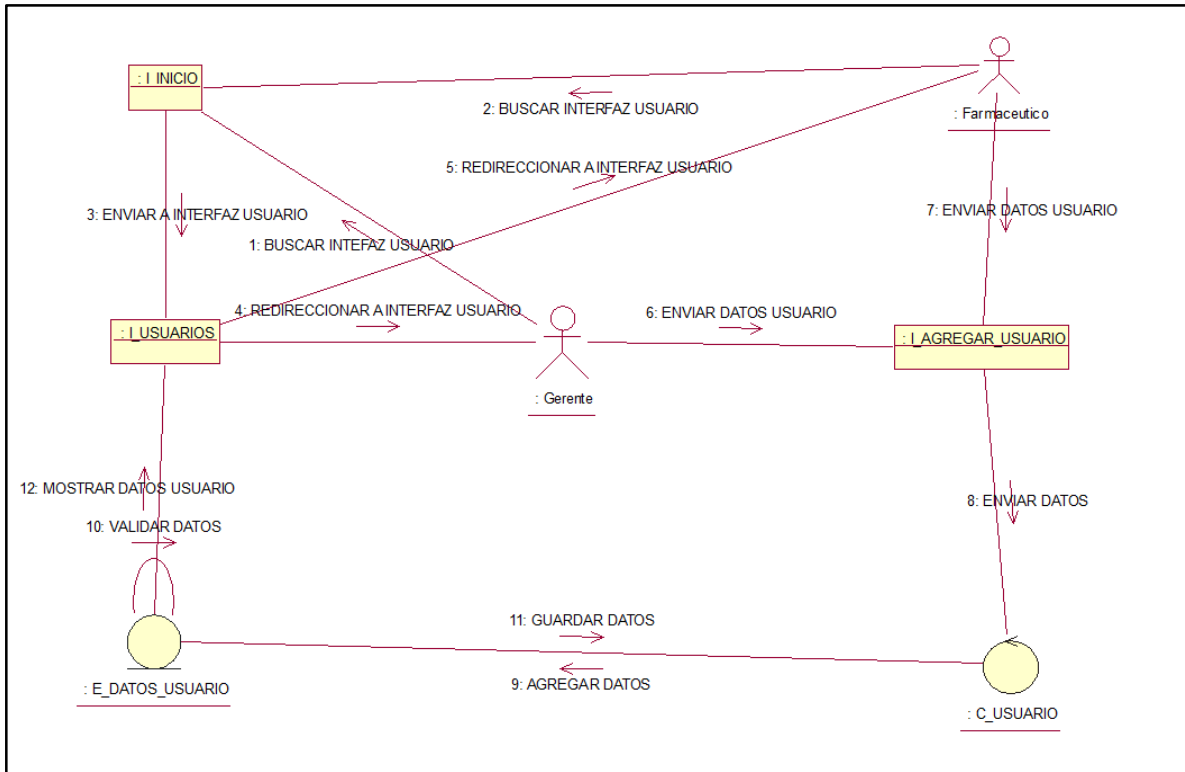 : I_INICIO
2: BUSCAR INTERFAZ USUARIO
: Farmaceutico
5: REDIRECCIONAR A INTERFAZ USUARIO
3: ENVIAR A INTERFAZ USUARIO
7: ENVIAR DATOS USUARIO
1: BUSCAR INTEFAZ USUARIO
4: REDIRECCIONAR A INTERFAZ USUARIO
6: ENVIAR DATOS USUARIO
: I_USUARIOS
: I_AGREGAR_USUARIO
: Gerente
12: MOSTRAR DATOS USUARIO
8: ENVIAR DATOS
10: VALIDAR DATOS
11: GUARDAR DATOS
9: AGREGAR DATOS
: E_DATOS_USUARIO
: C_USUARIO